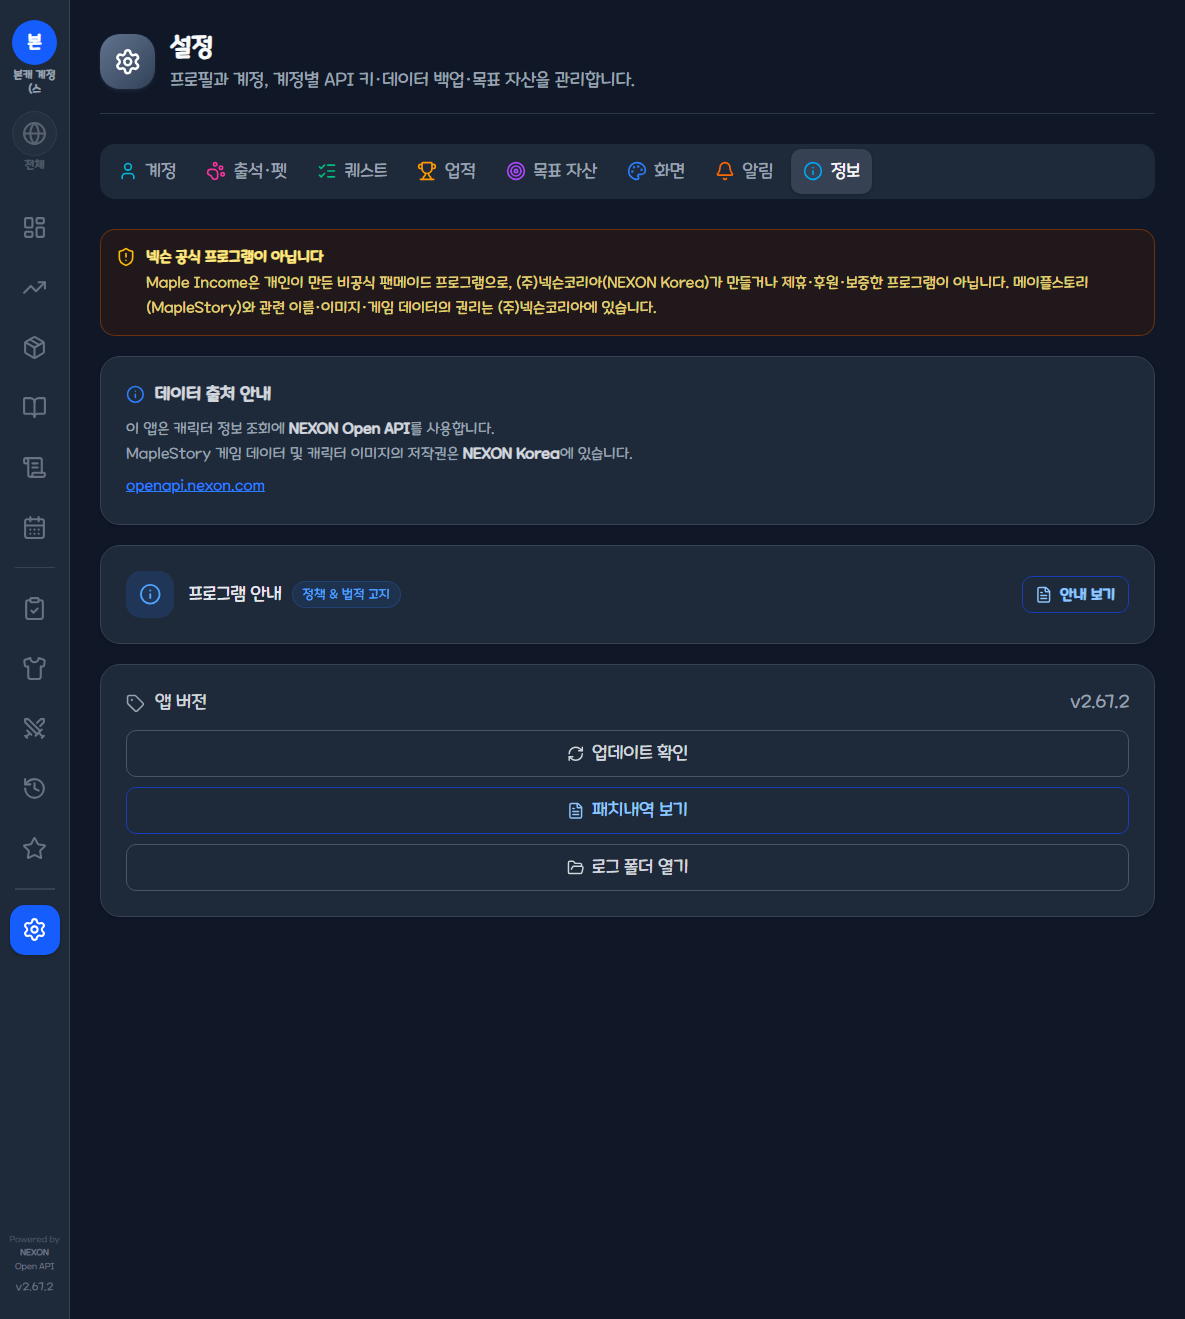 본
본캐 계정
(스
전체
설정
프로필과 계정, 계정별 API 키·데이터 백업·목표 자산을 관리합니다.
계정
출석·펫
퀘스트
업적
목표 자산
화면
알림
정보
넥슨 공식 프로그램이 아닙니다
Maple Income은 개인이 만든 비공식 팬메이드 프로그램으로, (주)넥슨코리아(NEXON Korea)가 만들거나 제휴·후원·보증한 프로그램이 아닙니다. 메이플스토리
(MapleStory)와 관련 이름·이미지·게임 데이터의 권리는 (주)넥슨코리아에 있습니다.
데이터 출처 안내
이 앱은 캐릭터 정보 조회에 NEXON Open API를 사용합니다.
MapleStory 게임 데이터 및 캐릭터 이미지의 저작권은 NEXON Korea에 있습니다.
openapi.nexon.com
프로그램 안내
정책 & 법적 고지
안내 보기
앱 버전
v2.67.2
업데이트 확인
패치내역 보기
로그 폴더 열기
Powered by
NEXON
Open API
v2.67.2